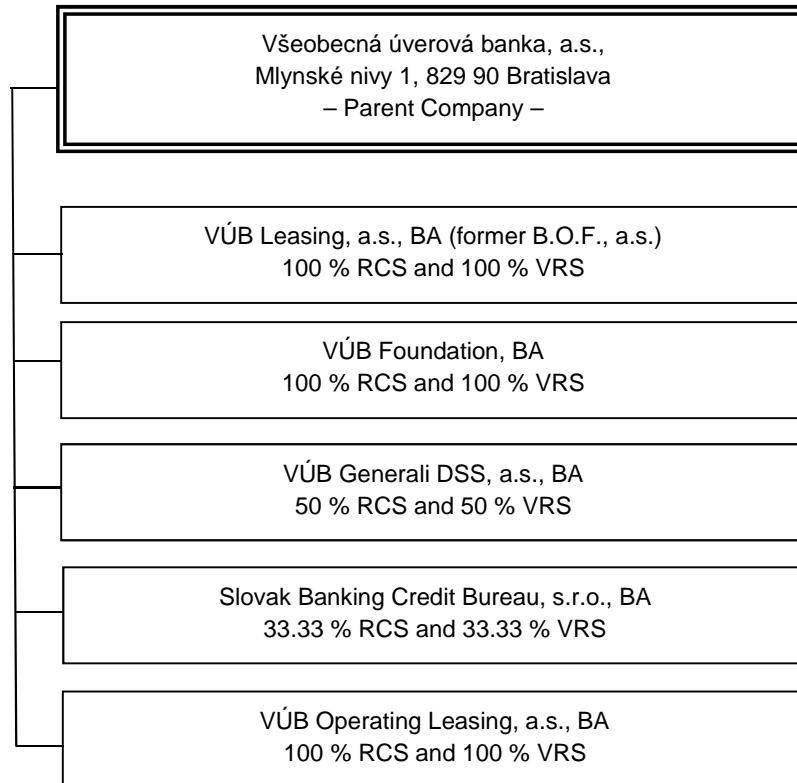 Všeobecná úverová banka, a.s.,
Mlynské nivy 1, 829 90 Bratislava
– Parent Company –
VÚB Leasing, a.s., BA (former B.O.F., a.s.)
100 % RCS and 100 % VRS
VÚB Foundation, BA
100 % RCS and 100 % VRS
VÚB Generali DSS, a.s., BA
50 % RCS and 50 % VRS
Slovak Banking Credit Bureau, s.r.o., BA
33.33 % RCS and 33.33 % VRS
VÚB Operating Leasing, a.s., BA
100 % RCS and 100 % VRS